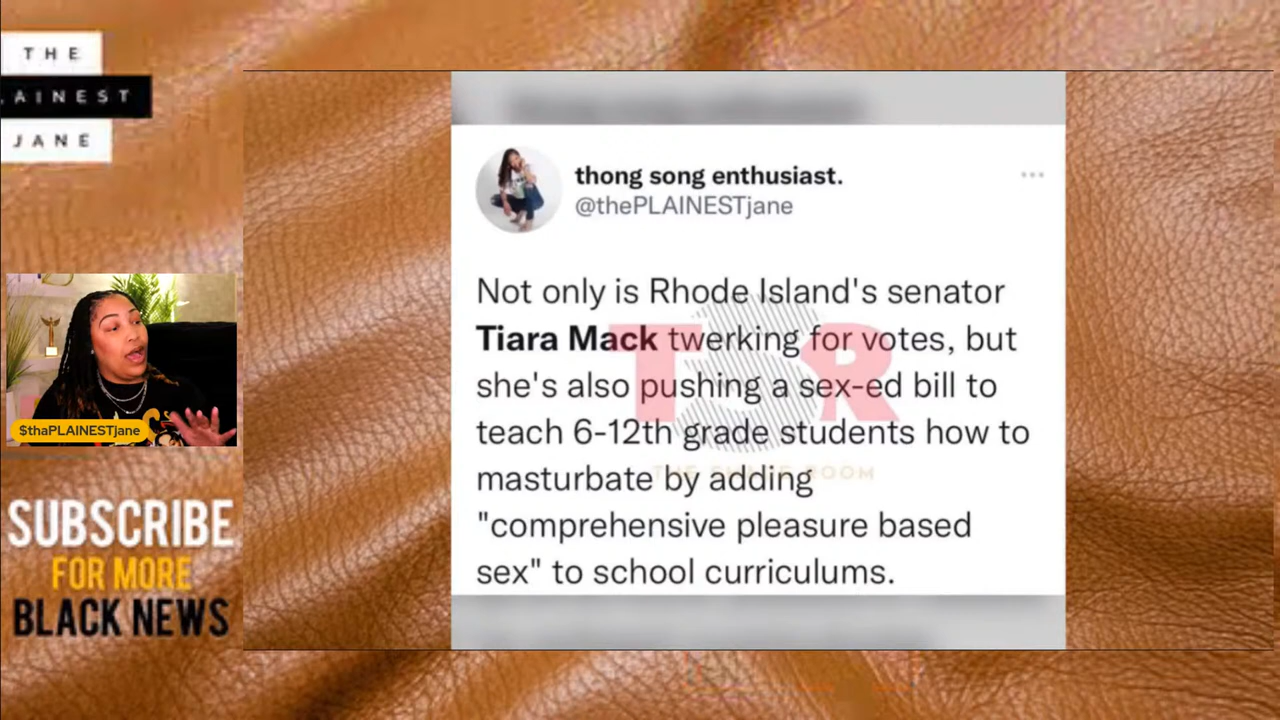 THE
AINEST
JANE
thong song enthusiast.
@thePLAINESTjane
Not only is Rhode Island's senator
Tiara Mack twerking for votes, but
she's also pushing a sex-ed bill to
teach 6-12th grade students how to
masturbate by adding
"comprehensive pleasure based
sex" to school curriculums.
TSR
ROOM
$thaPLAINESTjane
SUBSCRIBE
FOR MORE
BLACK NEWS